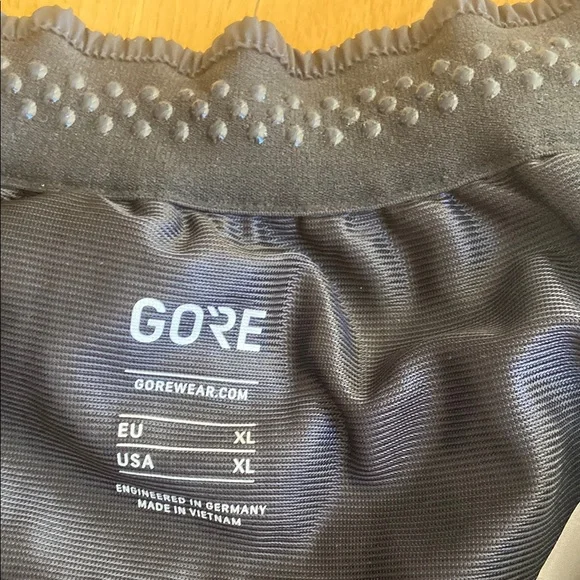 GORE
GOREWEAR.COM
EU XL
USA XL
ENGINEERED IN GERMANY
MADE IN VIETNAM